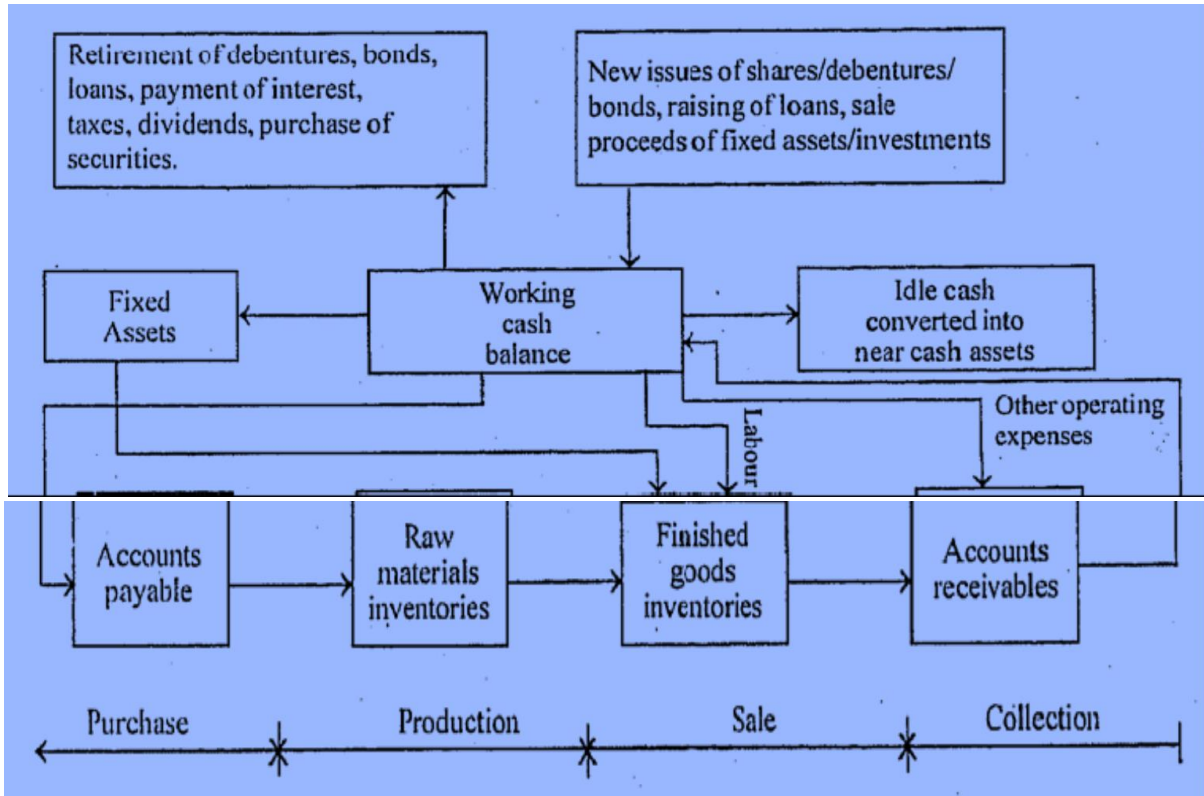 Retirement of debentures, bonds,
loans, payment of interest,
taxes, dividends, purchase of
securities.
New issues of shares/debentures/
bonds, raising of loans, sale
proceeds of fixed assets/investments
Fixed
Assets
Working
cash
balance
Idle cash
converted into
near cash assets
Labour
Other operating
expenses
Accounts
payable
Raw
materials
inventories
Finished
goods
inventories
Accounts
receivables
Purchase
Production
Sale
Collection